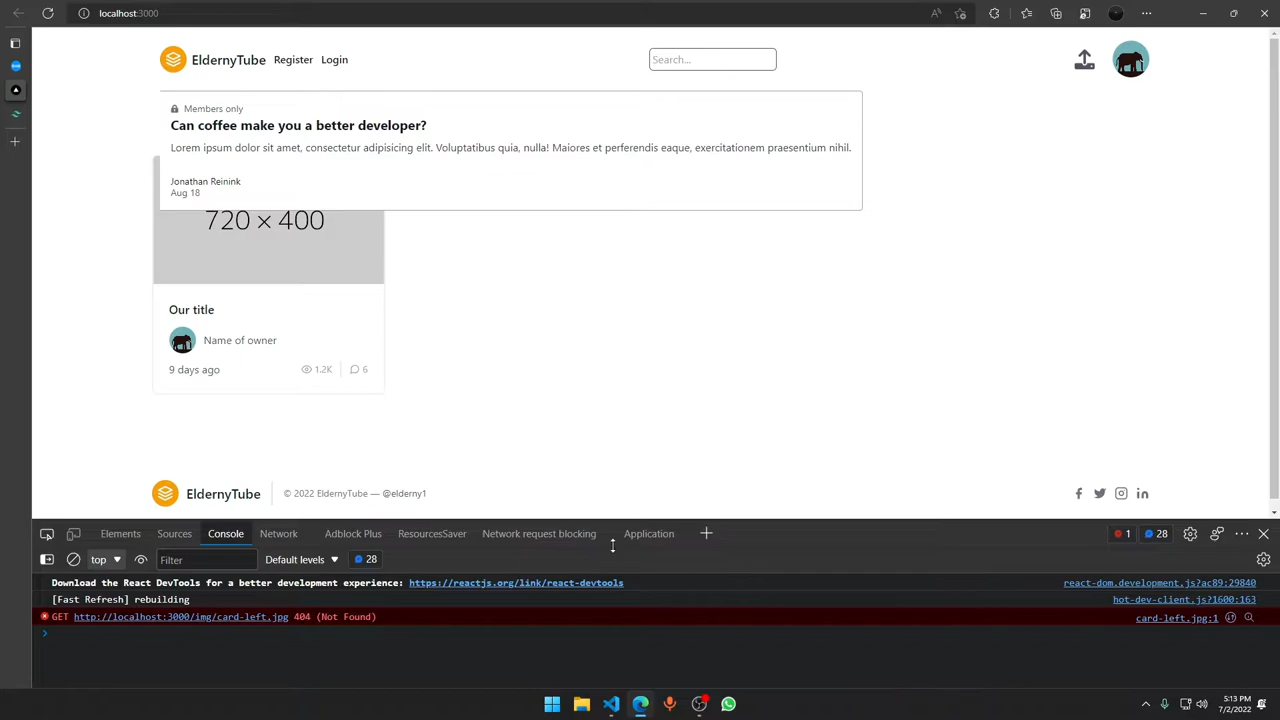 localhost:3000
EldernyTube Register Login Search...
Members only
Can coffee make you a better developer?
Lorem ipsum dolor sit amet, consectetur adipisicing elit. Voluptatibus quia, nulla! Maiores et perferendis eaque, exercitationem praesentium nihil.
Jonathan Reinink
Aug 18
720 × 400
Our title
Name of owner
9 days ago 1.2K 6
EldernyTube © 2022 EldernyTube — @elderny1
Elements Sources Console Network Adblock Plus ResourcesSaver Network request blocking Application 1 28
top Filter Default levels 28
Download the React DevTools for a better development experience: https://reactjs.org/link/react-devtools react-dom.development.js?ac89:29840
[Fast Refresh] rebuilding hot-dev-client.js?1600:163
GET http://localhost:3000/img/card-left.jpg 404 (Not Found) card-left.jpg:1
5:13 PM
7/2/2022